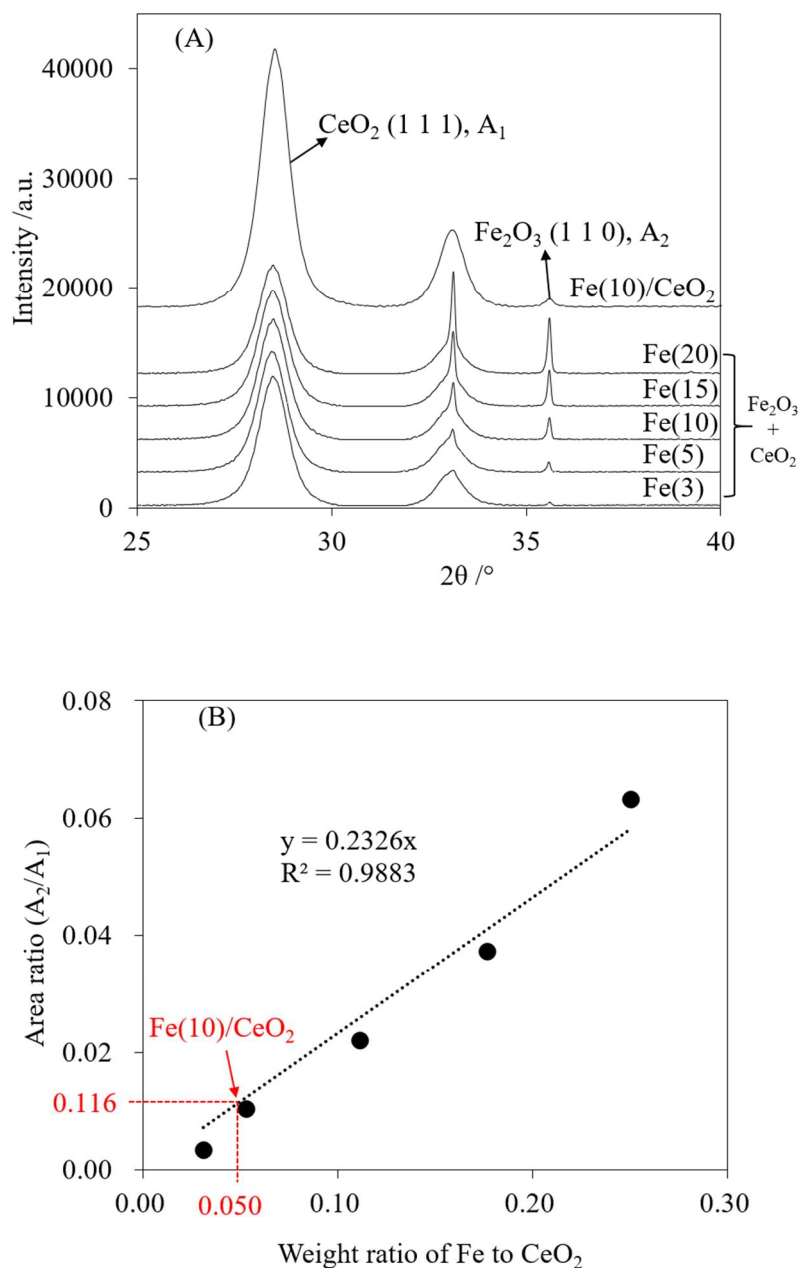 (A)
40000
CeO₂ (1 1 1), A₁
30000
Fe₂O₃ (1 1 0), A₂
Intensity /a.u.
20000
Fe(10)/CeO₂
Fe(20)
Fe(15)
10000
Fe(10)
Fe(5)
Fe(3)
Fe₂O₃
+
CeO₂
0
25
30
35
40
2θ /°
0.08
(B)
0.06
y = 0.2326x
R² = 0.9883
Area ratio (A₂/A₁)
0.04
Fe(10)/CeO₂
0.02
0.116
0.00
0.00
0.050
0.10
0.20
0.30
Weight ratio of Fe to CeO₂